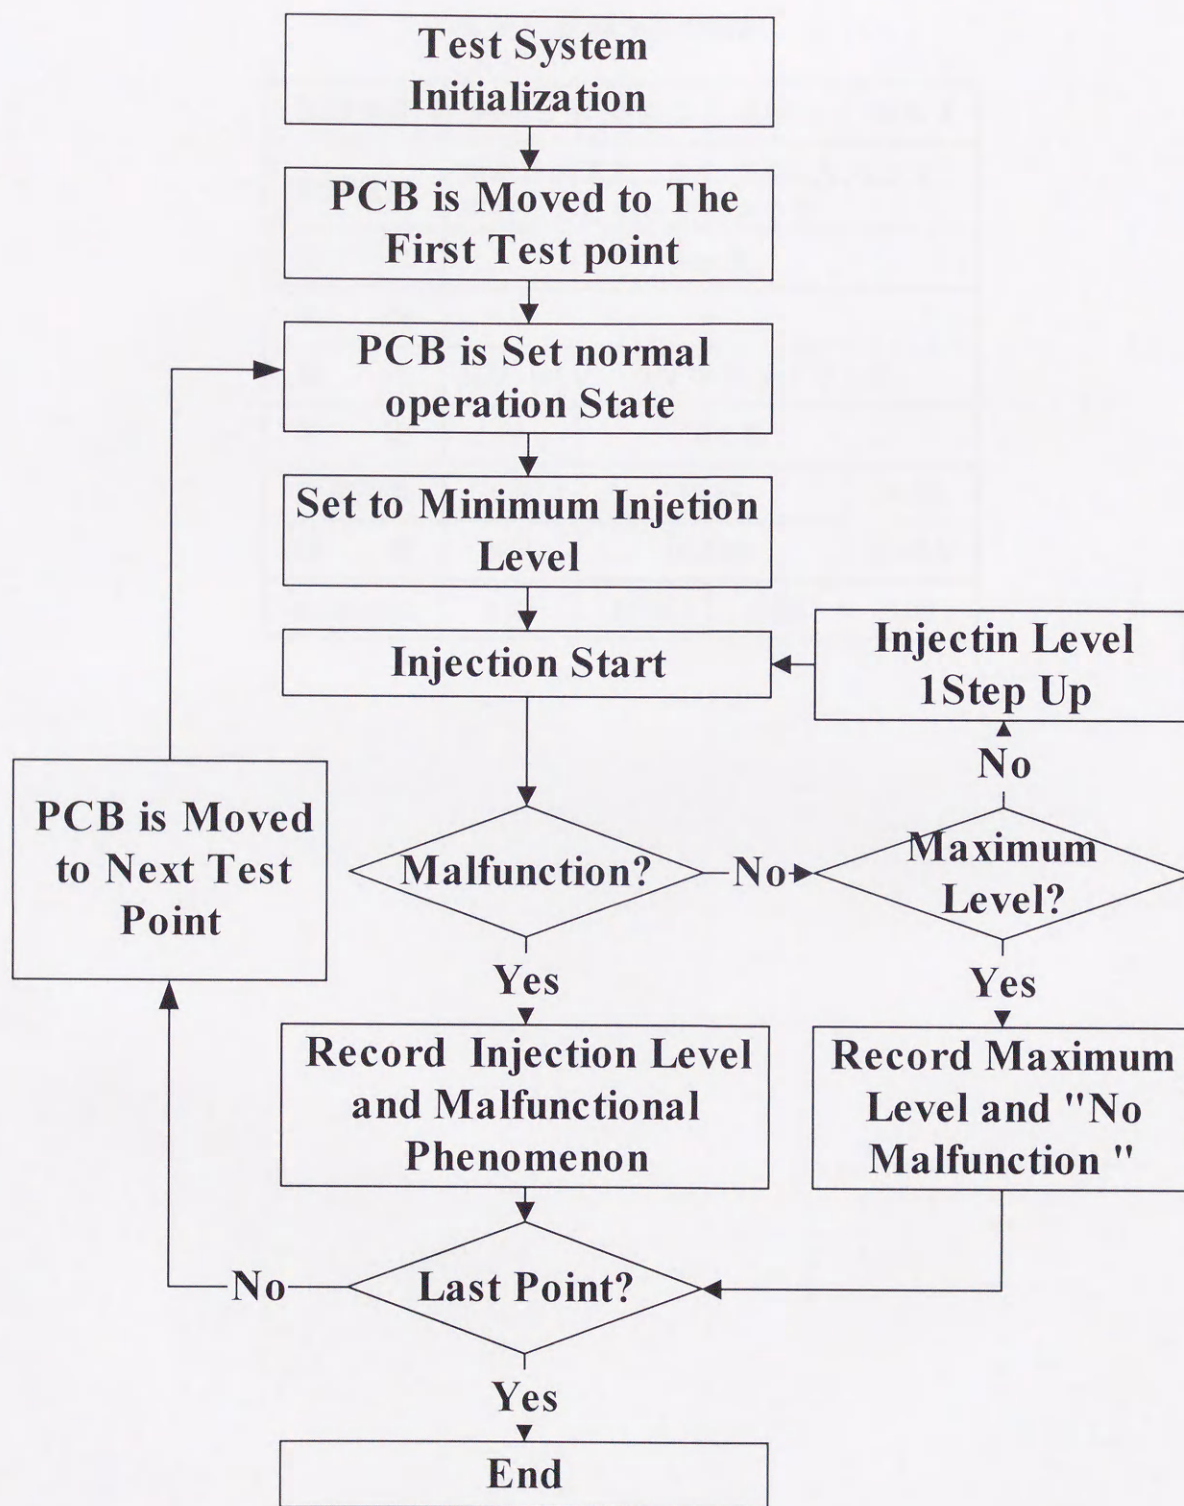 Test System
Initialization
PCB is Moved to The
First Test point
PCB is Set normal
operation State
Set to Minimum Injetion
Level
Injection Start
Injectin Level
1Step Up
No
PCB is Moved
to Next Test
Point
Malfunction?
No
Maximum
Level?
Yes
Yes
Record Injection Level
and Malfunctional
Phenomenon
Record Maximum
Level and "No
Malfunction "
No
Last Point?
Yes
End